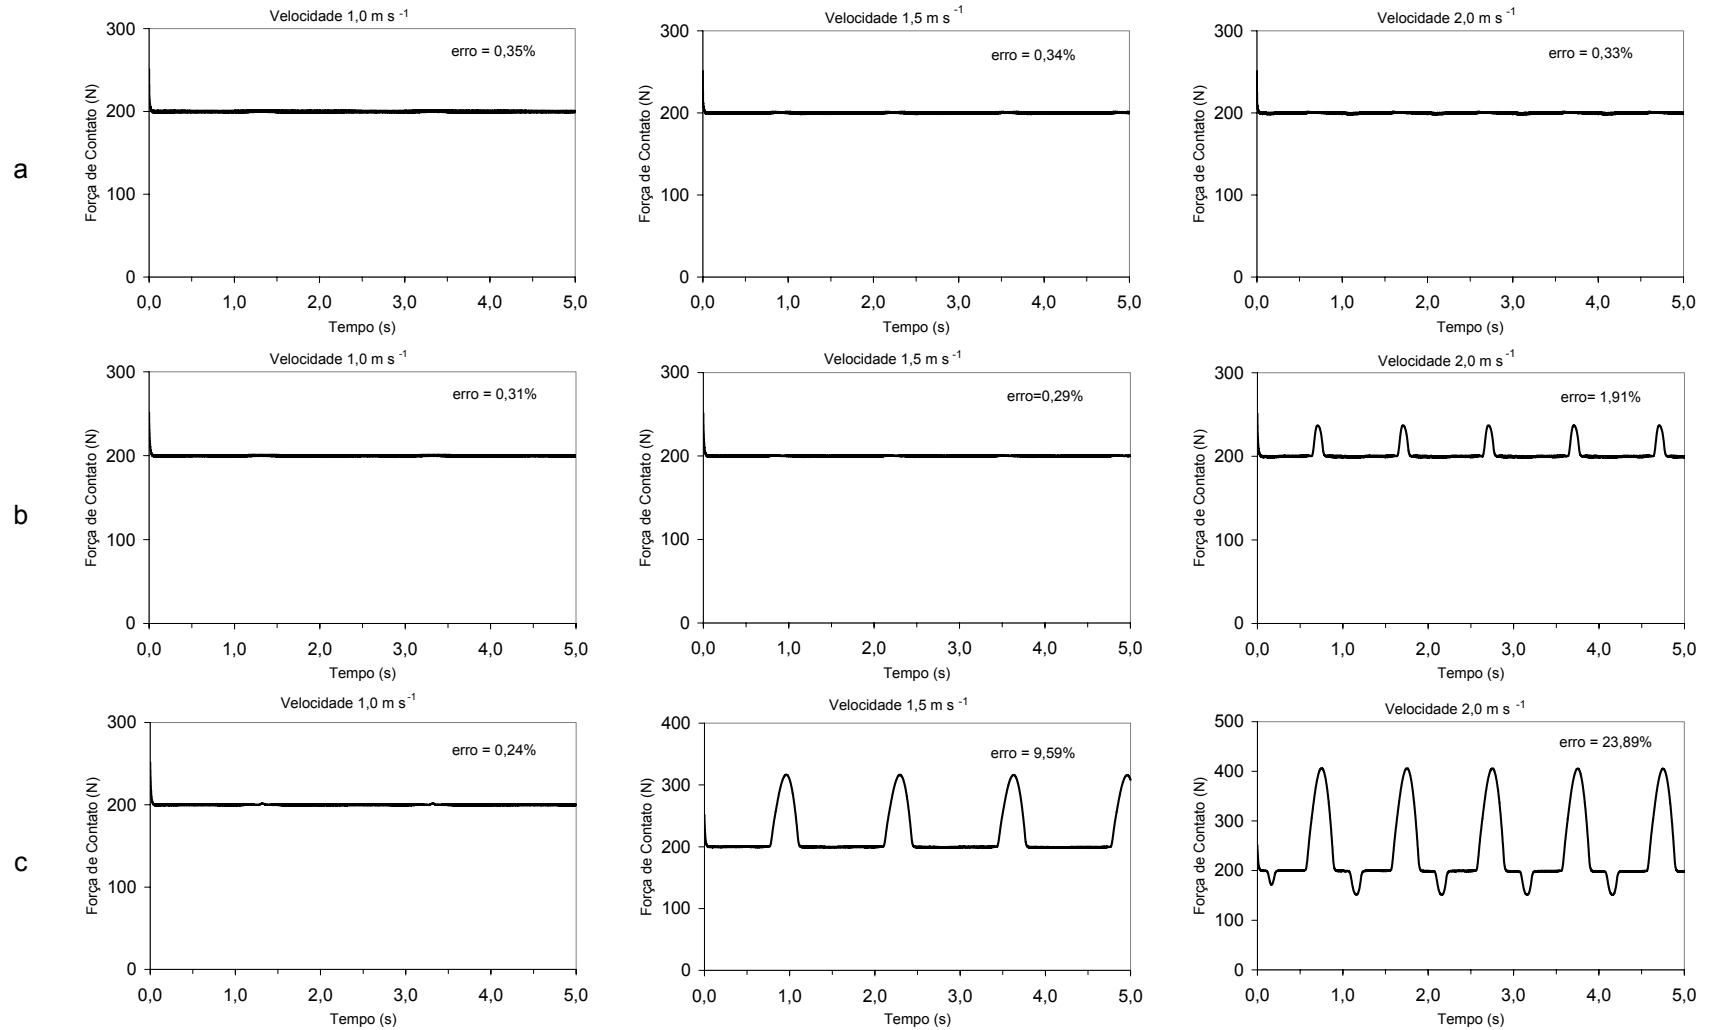 Velocidade 1,0 m s -1
erro = 0,35%
Força de Contato (N)
300
200
100
0
0,0 1,0 2,0 3,0 4,0 5,0
Tempo (s)
Velocidade 1,5 m s -1
erro = 0,34%
Força de Contato (N)
300
200
100
0
0,0 1,0 2,0 3,0 4,0 5,0
Tempo (s)
Velocidade 2,0 m s -1
erro = 0,33%
Força de Contato (N)
300
200
100
0
0,0 1,0 2,0 3,0 4,0 5,0
Tempo (s)
a
Velocidade 1,0 m s -1
erro = 0,31%
Força de Contato (N)
300
200
100
0
0,0 1,0 2,0 3,0 4,0 5,0
Tempo (s)
Velocidade 1,5 m s -1
erro=0,29%
Força de Contato (N)
300
200
100
0
0,0 1,0 2,0 3,0 4,0 5,0
Tempo (s)
Velocidade 2,0 m s -1
erro= 1,91%
Força de Contato (N)
300
200
100
0
0,0 1,0 2,0 3,0 4,0 5,0
Tempo (s)
b
Velocidade 1,0 m s -1
erro = 0,24%
Força de Contato (N)
300
200
100
0
0,0 1,0 2,0 3,0 4,0 5,0
Tempo (s)
Velocidade 1,5 m s -1
erro = 9,59%
Força de Contato (N)
400
300
200
100
0
0,0 1,0 2,0 3,0 4,0 5,0
Tempo (s)
Velocidade 2,0 m s -1
erro = 23,89%
Força de Contato (N)
500
400
300
200
100
0
0,0 1,0 2,0 3,0 4,0 5,0
Tempo (s)
c